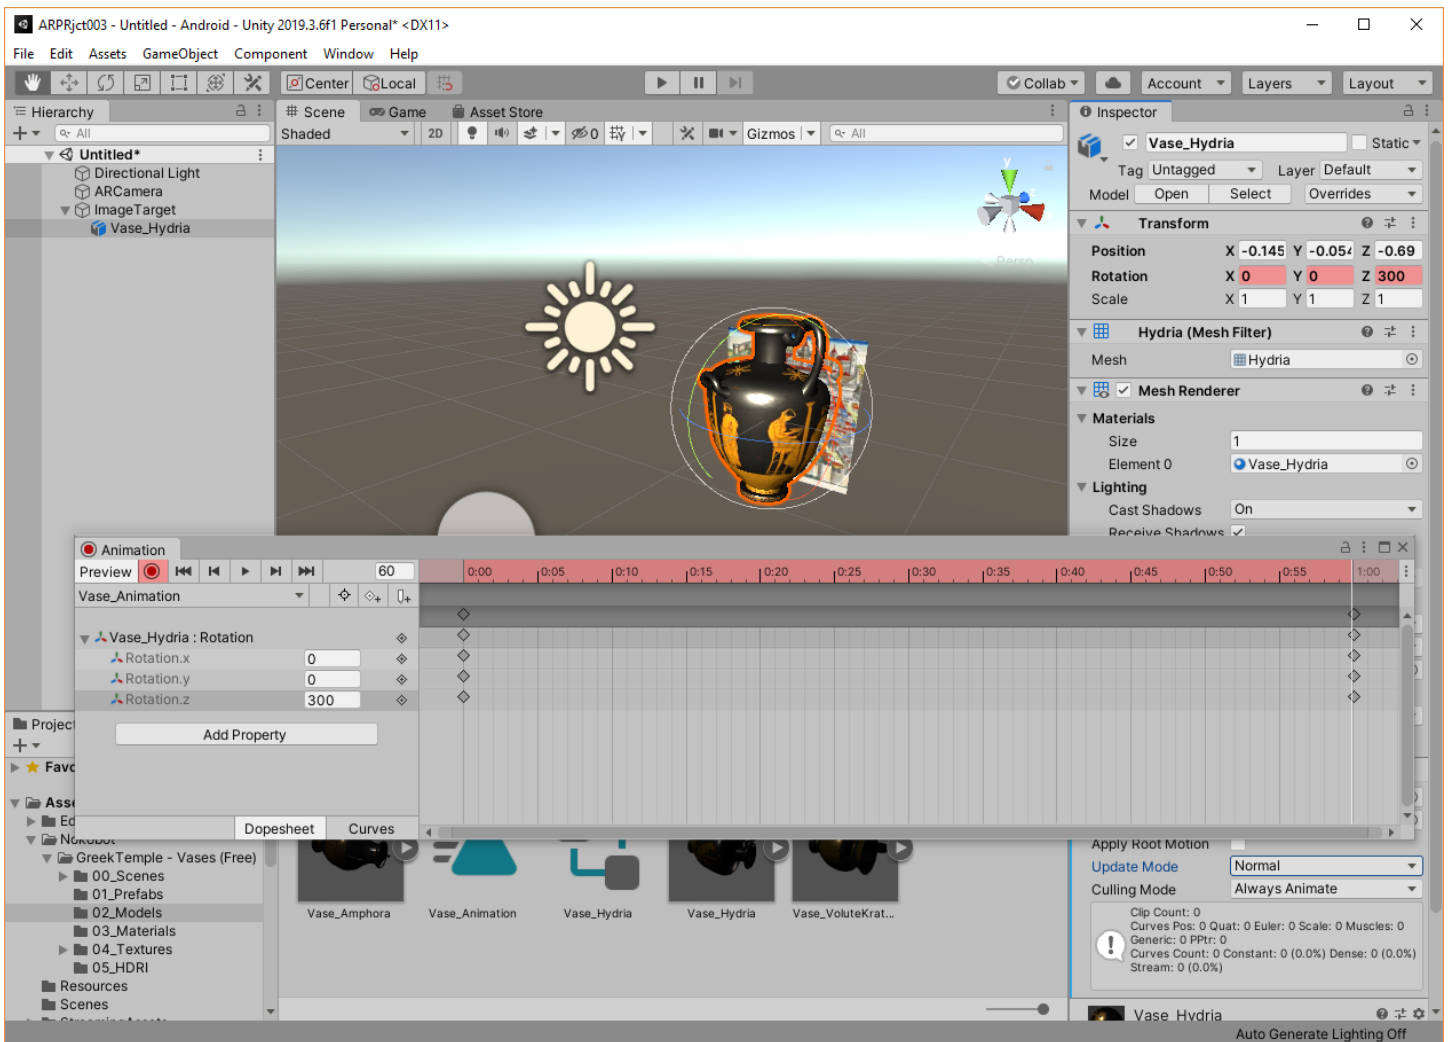 ARPRjct003 - Untitled - Android - Unity 2019.3.6f1 Personal* <DX11>
File Edit Assets GameObject Component Window Help
Center Local Collab Account Layers Layout
Hierarchy
All
Untitled*
Directional Light
ARCamera
ImageTarget
Vase_Hydria
Scene Game Asset Store
Shaded 2D 0 Gizmos All
y
Persp
Inspector
Vase_Hydria Static
Tag Untagged Layer Default
Model Open Select Overrides
Transform
Position X -0.145 Y -0.054 Z -0.69
Rotation X 0 Y 0 Z 300
Scale X 1 Y 1 Z 1
Hydria (Mesh Filter)
Mesh Hydria
Mesh Renderer
Materials
Size 1
Element 0 Vase_Hydria
Lighting
Cast Shadows On
Receive Shadows
Animation
Preview 60 0:00 0:05 0:10 0:15 0:20 0:25 0:30 0:35 0:40 0:45 0:50 0:55 1:00
Vase_Animation
Vase_Hydria : Rotation
Rotation.x 0
Rotation.y 0
Rotation.z 300
Add Property
Dopesheet Curves
Projec
Favo
Asse
Ed
Nokobot
GreekTemple - Vases (Free)
00_Scenes
01_Prefabs
02_Models
03_Materials
04_Textures
05_HDRI
Resources
Scenes
StreamingAssets
Vase_Amphora Vase_Animation Vase_Hydria Vase_Hydria Vase_VoluteKrat...
Apply Root Motion
Update Mode Normal
Culling Mode Always Animate
Clip Count: 0
Curves Pos: 0 Quat: 0 Euler: 0 Scale: 0 Muscles: 0
Generic: 0 PPtr: 0
Curves Count: 0 Constant: 0 (0.0%) Dense: 0 (0.0%)
Stream: 0 (0.0%)
Vase_Hydria
Auto Generate Lighting Off